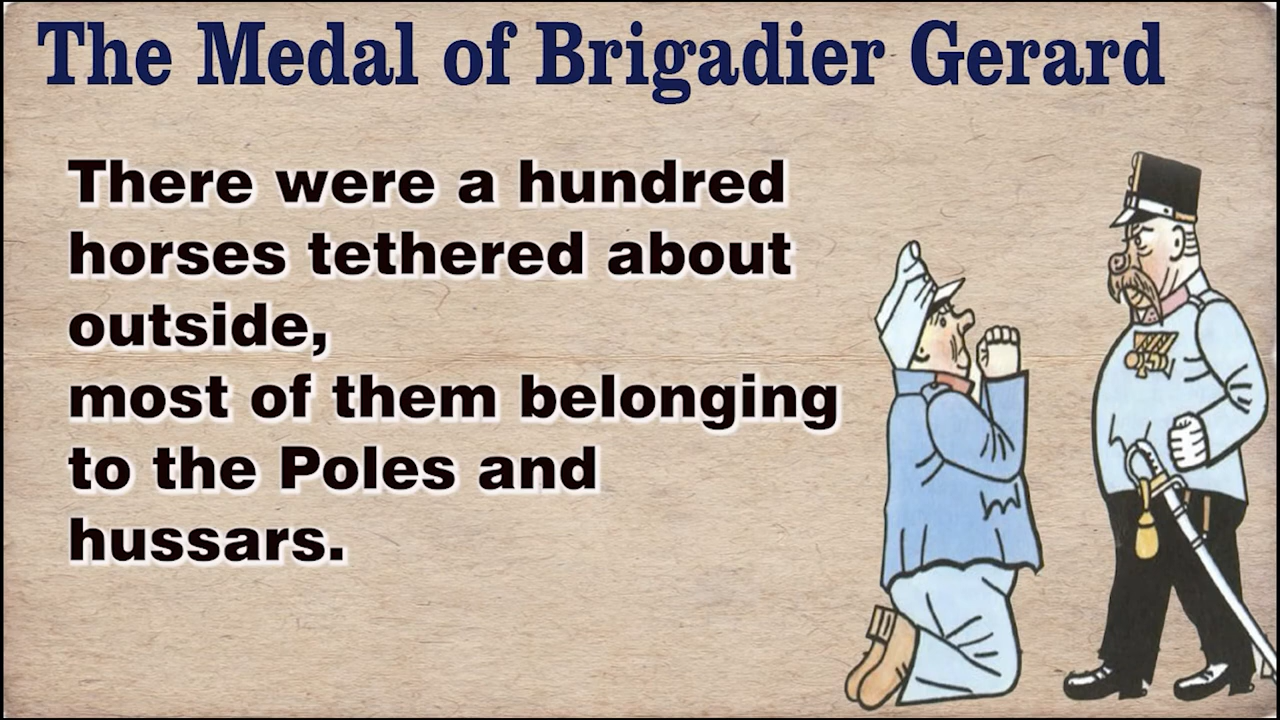 The Medal of Brigadier Gerard
There were a hundred
horses tethered about
outside,
most of them belonging
to the Poles and
hussars.